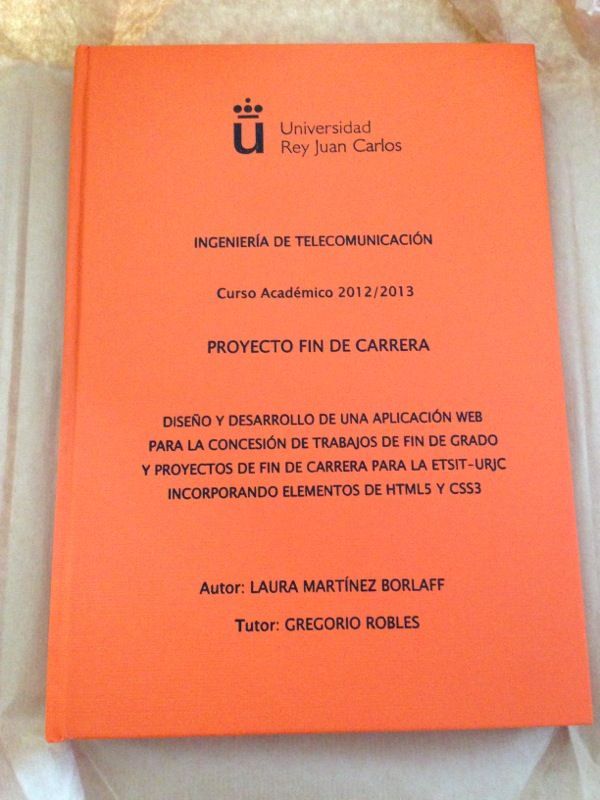 ü
Universidad
Rey Juan Carlos
INGENIERÍA DE TELECOMUNICACIÓN
Curso Académico 2012/2013
PROYECTO FIN DE CARRERA
DISEÑO Y DESARROLLO DE UNA APLICACIÓN WEB
PARA LA CONCESIÓN DE TRABAJOS DE FIN DE GRADO
Y PROYECTOS DE FIN DE CARRERA PARA LA ETSIT-URJC
INCORPORANDO ELEMENTOS DE HTML5 Y CSS3
Autor: LAURA MARTÍNEZ BORLAFF
Tutor: GREGORIO ROBLES